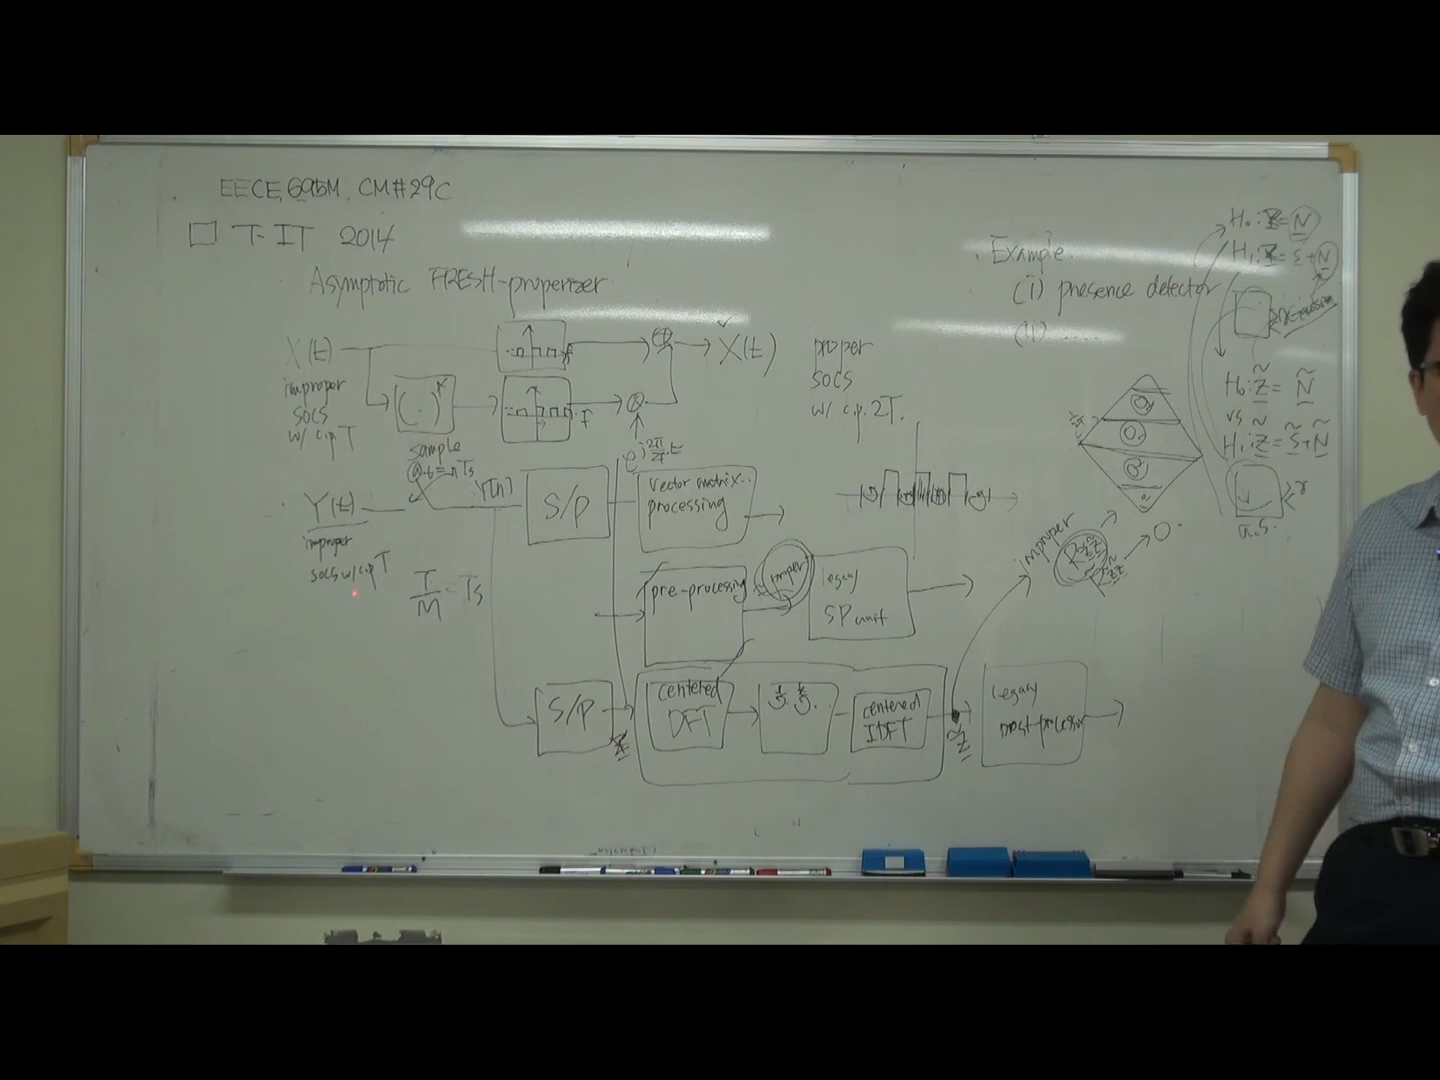 EECE 695M, CM#29C
T-IT 2014
Asymptotic FRESH-properizer
X(t)
improper
SOCS
w/ c.p. T
( . )*
f
f
X(t)
e^{j 2π/2T t}
proper
SOCS
w/ c.p. 2T.
sample
@ t = nTs
Y(t)
improper
SOCS w/ c.p. T
T/M = Ts
Y[n]
S/P
vector matrix..
processing
pre-processing
proper
legacy
SP unit
S/P
centered
DFT
centered
IDFT
legacy
post-processor
Example.
(i) presence detector
(ii) .....
H₀:
= N
H₁:
= S + N
H₀: Z̃ = Ñ
vs
H₁: Z̃ = S̃ + Ñ
improper